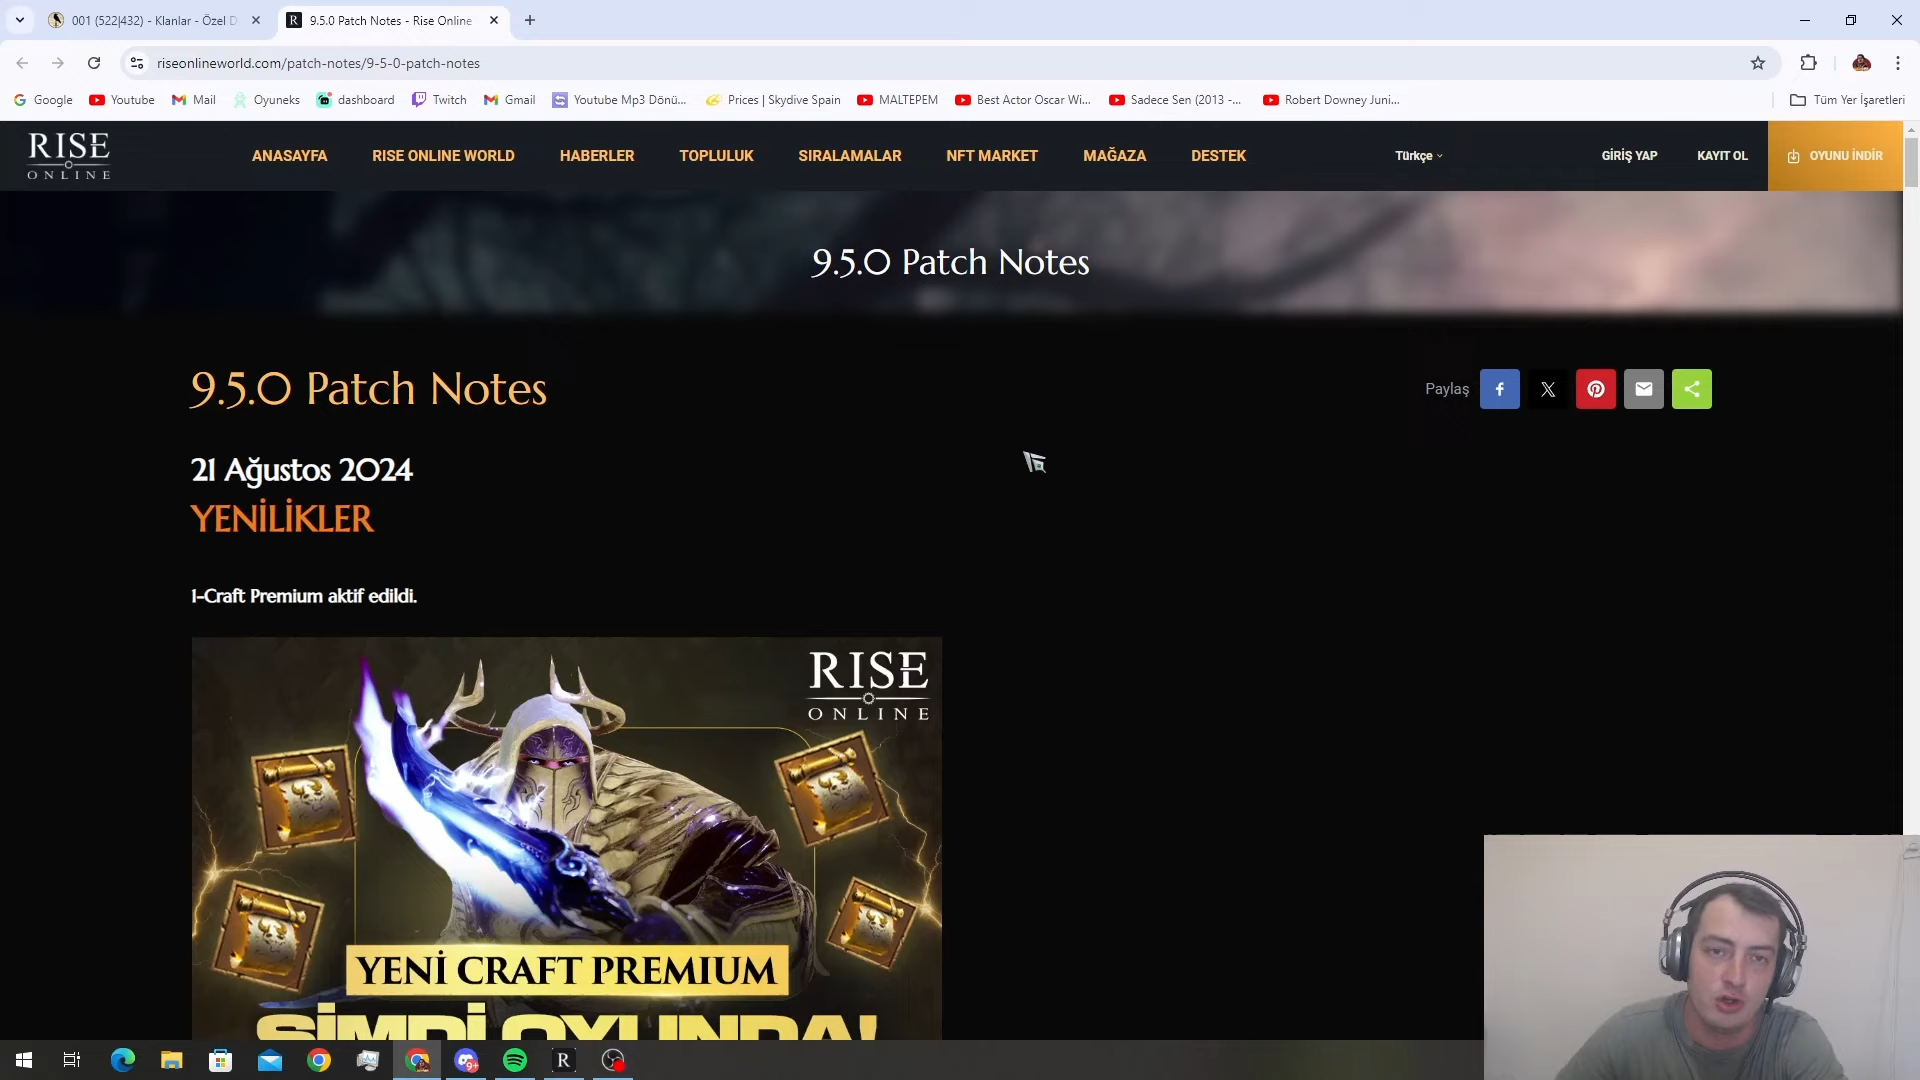 001 (522|432) - Klanlar - Özel D
9.5.0 Patch Notes - Rise Online
riseonlineworld.com/patch-notes/9-5-0-patch-notes
Google
Youtube
Mail
Oyuneks
dashboard
Twitch
Gmail
Youtube Mp3 Dönü...
Prices | Skydive Spain
MALTEPEM
Best Actor Oscar Wi...
Sadece Sen (2013 -...
Robert Downey Juni...
Tüm Yer İşaretleri
RISE
ONLINE
ANASAYFA
RISE ONLINE WORLD
HABERLER
TOPLULUK
SIRALAMALAR
NFT MARKET
MAĞAZA
DESTEK
Türkçe
GİRİŞ YAP
KAYIT OL
OYUNU İNDİR
9.5.0 Patch Notes
9.5.0 Patch Notes
Paylaş
21 Ağustos 2024
YENİLİKLER
1-Craft Premium aktif edildi.
RISE
ONLINE
YENİ CRAFT PREMIUM
ŞİMDİ OYUNDA!
R
9+